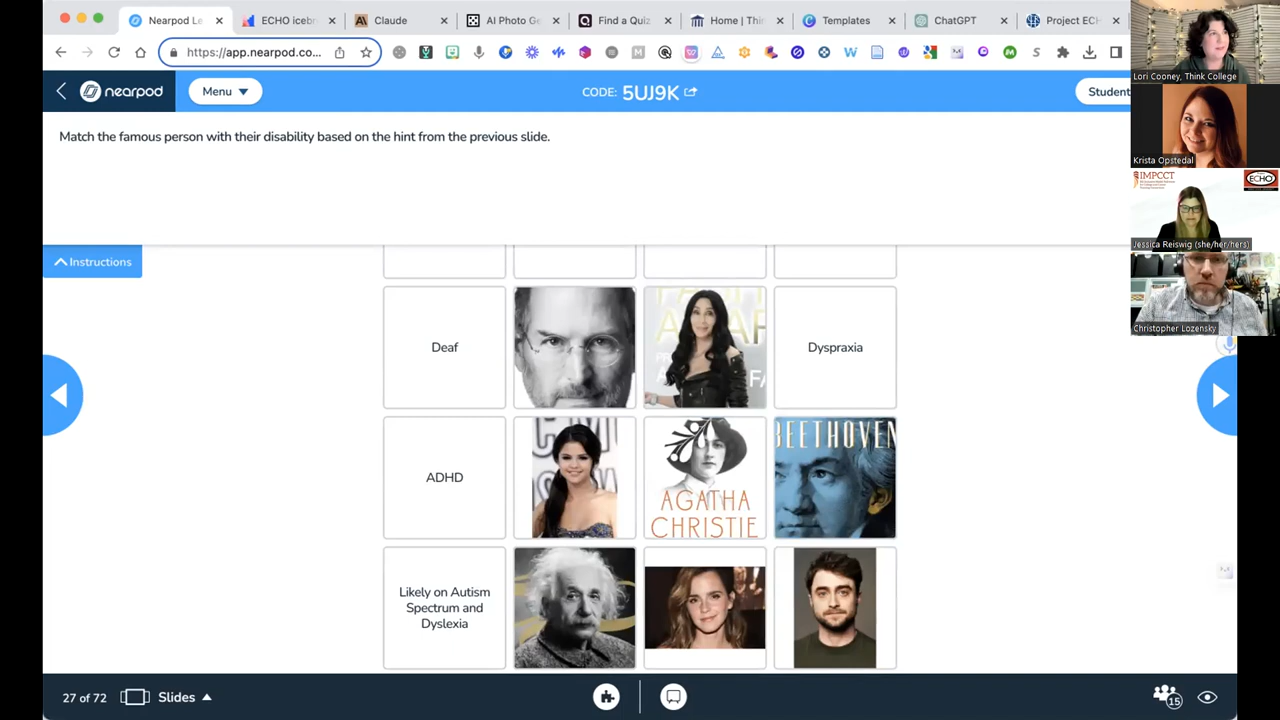 Nearpod Le
ECHO icebr
Claude
AI Photo Ge
Find a Quiz
Home | Thi
Templates
ChatGPT
Project ECH
https://app.nearpod.co...
nearpod
Menu
CODE: 5UJ9K
Student
Match the famous person with their disability based on the hint from the previous slide.
Instructions
Deaf
Dyspraxia
ADHD
AGATHA
CHRISTIE
BEETHOVEN
Likely on Autism
Spectrum and
Dyslexia
27 of 72
Slides
15
Lori Cooney, Think College
Krista Opstedal
IMPCCT
ECHO
Jessica Reiswig (she/her/hers)
Christopher Lozensky